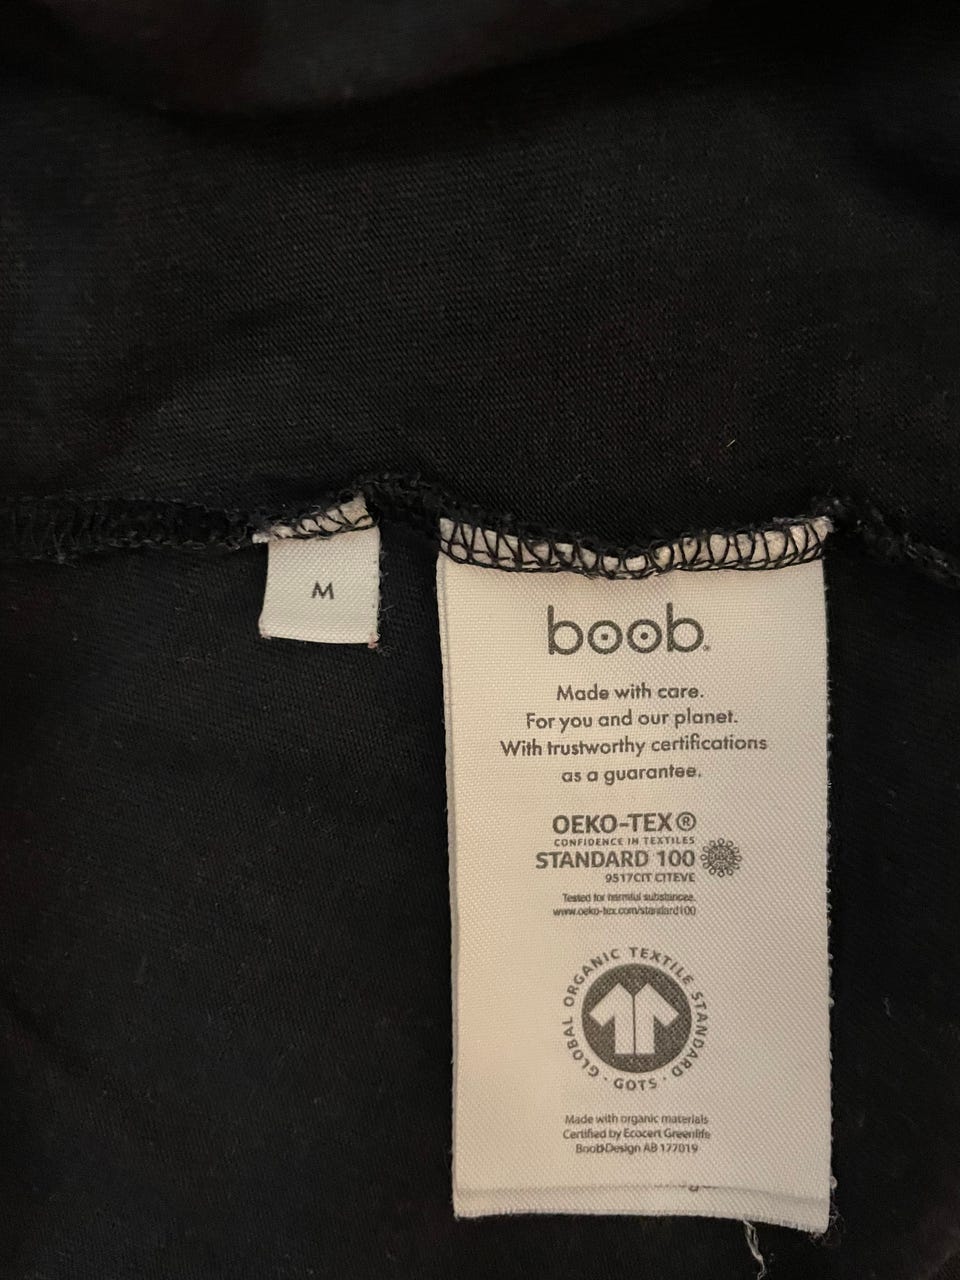 M
boob®
Made with care.
For you and our planet.
With trustworthy certifications
as a guarantee.
OEKO-TEX®
CONFIDENCE IN TEXTILES
STANDARD 100
9517CIT CITEVE
Tested for harmful substances.
www.oeko-tex.com/standard100
GLOBAL ORGANIC TEXTILE STANDARD
· GOTS ·
Made with organic materials
Certified by Ecocert Greenlife
Boob Design AB 177019